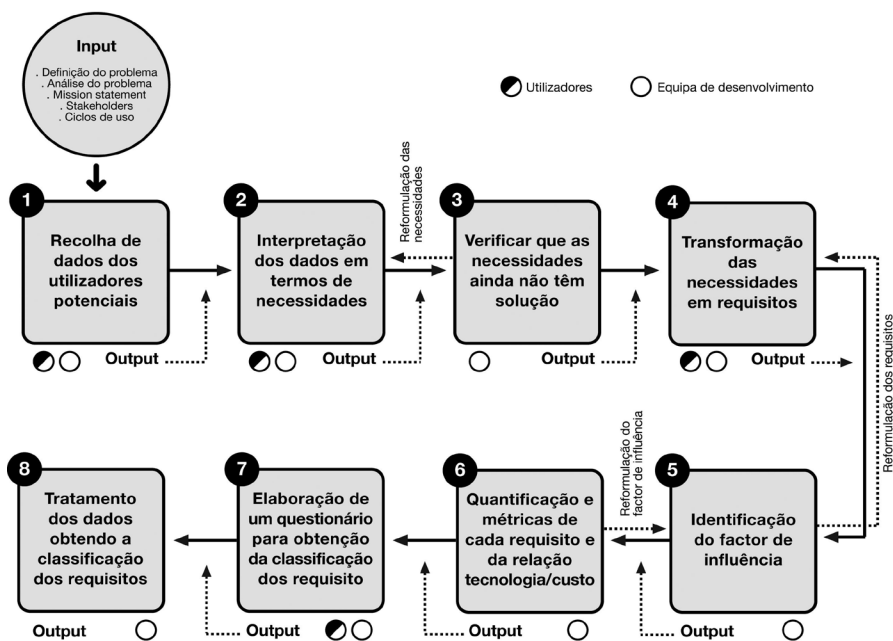 Input
. Definição do problema
. Análise do problema
. Mission statement
. Stakeholders
. Ciclos de uso
Utilizadores
Equipa de desenvolvimento
1
Recolha de
dados dos
utilizadores
potenciais
Output
2
Interpretação
dos dados em
termos de
necessidades
Output
Reformulação das
necessidades
3
Verificar que as
necessidades
ainda não têm
solução
Output
4
Transformação
das
necessidades
em requisitos
Output
Reformulação dos requisitos
5
Identificação
do factor de
influência
Output
Reformulação do
factor de influência
6
Quantificação e
métricas de
cada requisito e
da relação
tecnologia/custo
Output
7
Elaboração de
um questionário
para obtenção
da classificação
dos requisito
Output
8
Tratamento
dos dados
obtendo a
classificação
dos requisitos
Output